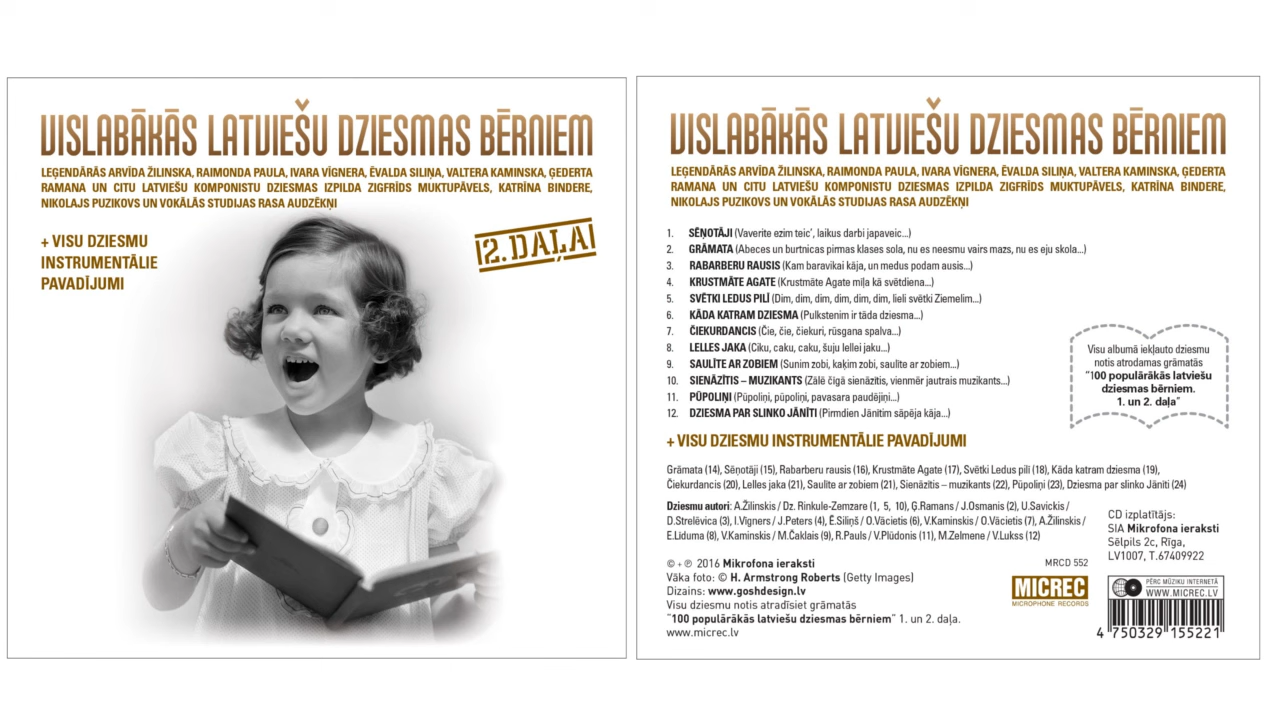 VISLABĀKĀS LATVIEŠU DZIESMAS BĒRNIEM
LEĢENDĀRĀS ARVĪDA ŽILINSKA, RAIMONDA PAULA, IVARA VĪGNERA, ĒVALDA SILIŅA, VALTERA KAMINSKA, ĢEDERTA
RAMANA UN CITU LATVIEŠU KOMPONISTU DZIESMAS IZPILDA ZIGFRĪDS MUKTUPĀVELS, KATRĪNA BINDERE,
NIKOLAJS PUZIKOVS UN VOKĀLĀS STUDIJAS RASA AUDZĒKŅI
+ VISU DZIESMU
INSTRUMENTĀLIE
PAVADĪJUMI
2. DAĻA
VISLABĀKĀS LATVIEŠU DZIESMAS BĒRNIEM
LEĢENDĀRĀS ARVĪDA ŽILINSKA, RAIMONDA PAULA, IVARA VĪGNERA, ĒVALDA SILIŅA, VALTERA KAMINSKA, ĢEDERTA
RAMANA UN CITU LATVIEŠU KOMPONISTU DZIESMAS IZPILDA ZIGFRĪDS MUKTUPĀVELS, KATRĪNA BINDERE,
NIKOLAJS PUZIKOVS UN VOKĀLĀS STUDIJAS RASA AUDZĒKŅI
1. SĒŅOTĀJI (Vaverite ezim teic', laikus darbi japaveic...)
2. GRĀMATA (Abeces un burtnicas pirmas klases sola, nu es neesmu vairs mazs, nu es eju skola...)
3. RABARBERU RAUSIS (Kam baravikai kāja, un medus podam ausis...)
4. KRUSTMĀTE AGATE (Krustmāte Agate mīļa kā svētdiena...)
5. SVĒTKI LEDUS PILĪ (Dim, dim, dim, dim, dim, dim, lieli svētki Ziemelim...)
6. KĀDA KATRAM DZIESMA (Pulkstenim ir tāda dziesma...)
7. ČIEKURDANCIS (Čie, čie, čiekuri, rūsgana spalva...)
8. LELLES JAKA (Ciku, caku, caku, šuju lellei jaku...)
9. SAULĪTE AR ZOBIEM (Sunim zobi, kaķim zobi, saulīte ar zobiem...)
10. SIENĀZĪTIS – MUZIKANTS (Zālē čīgā sienāzītis, vienmēr jautrais muzikants...)
11. PŪPOLIŅI (Pūpoliņi, pūpoliņi, pavasara paudējiņi...)
12. DZIESMA PAR SLINKO JĀNĪTI (Pirmdien Jānītim sāpēja kāja...)
Visu albumā iekļauto dziesmu
notis atrodamas grāmatās
"100 populārākās latviešu
dziesmas bērniem.
1. un 2. daļa"
+ VISU DZIESMU INSTRUMENTĀLIE PAVADĪJUMI
Grāmata (14), Sēņotāji (15), Rabarberu rausis (16), Krustmāte Agate (17), Svētki Ledus pilī (18), Kāda katram dziesma (19),
Čiekurdancis (20), Lelles jaka (21), Saulīte ar zobiem (21), Sienāzītis – muzikants (22), Pūpoliņi (23), Dziesma par slinko Jānīti (24)
Dziesmu autori: A.Žilinskis / Dz. Rinkule-Zemzare (1, 5, 10), Ģ.Ramans / J.Osmanis (2), U.Savickis /
D.Strelēvica (3), I.Vīgners / J.Peters (4), Ē.Siliņš / O.Vācietis (6), V.Kaminskis / O.Vācietis (7), A.Žilinskis /
E.Liduma (8), V.Kaminskis / M.Čaklais (9), R.Pauls / V.Plūdonis (11), M.Zelmene / V.Lukss (12)
© + ℗ 2016 Mikrofona ieraksti
Vāka foto: © H. Armstrong Roberts (Getty Images)
Dizains: www.goshdesign.lv
Visu dziesmu notis atradīsiet grāmatās
"100 populārākās latviešu dziesmas bērniem" 1. un 2. daļa.
www.micrec.lv
MRCD 552
MICREC
MICROPHONE RECORDS
CD izplatītājs:
SIA Mikrofona ieraksti
Sēlpils 2c, Rīga,
LV1007, T.67409922
PĒRC MŪZIKU INTERNETĀ
WWW.MICREC.LV
4 750329 155221